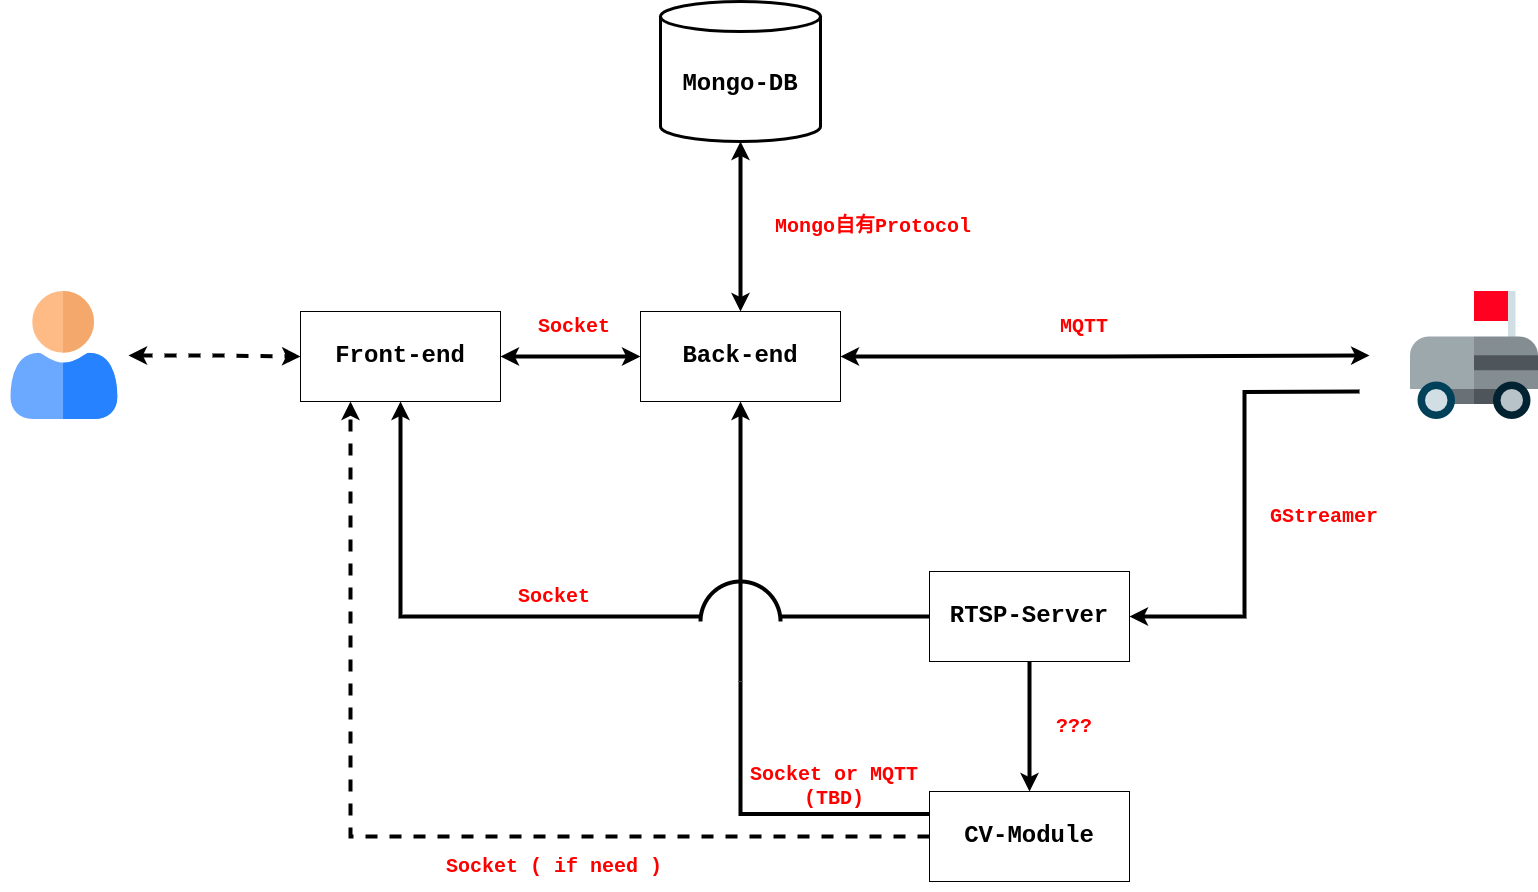 Mongo-DB
Mongo自有Protocol
Socket
MQTT
Front-end
Back-end
GStreamer
Socket
RTSP-Server
???
Socket or MQTT
(TBD)
CV-Module
Socket ( if need )